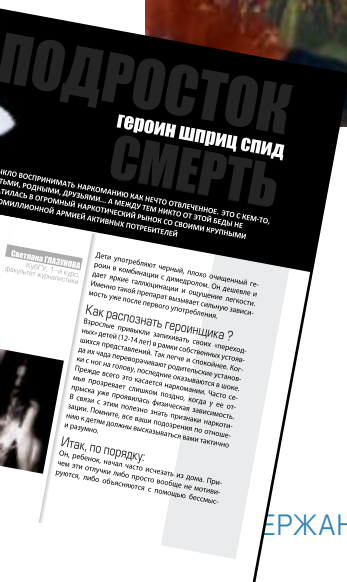 ПОДРОСТОК
героин шприц спид
СМЕРТЬ
ВОСПРИНИМАТЬ НАРКОМАНИЮ КАК НЕЧТО ОТВЛЕЧЕННОЕ. ЭТО С КЕМ-ТО,
РОДНЫМИ, ДРУЗЬЯМИ... А МЕЖДУ ТЕМ НИКТО ОТ ЭТОЙ БЕДЫ НЕ
В ОГРОМНЫЙ НАРКОТИЧЕСКИЙ РЫНОК СО СВОИМИ КРУПНЫМИ
АРМИЕЙ АКТИВНЫХ ПОТРЕБИТЕЛЕЙ
Светлана ГЛАЗУНОВА
КубГУ, 1-й курс,
факультет журналистики
Дети употребляют черный, плохо очищенный ге-
роин в комбинации с димедролом. Он дешевле и
дает яркие галлюцинации и ощущение легкости.
Именно такой препарат вызывает сильную зависи-
мость уже после первого употребления.
Как распознать героинщика ?
Взрослые привыкли запихивать своих «переход-
ных» детей (12-14 лет) в рамки собственных устояв-
шихся представлений. Так легче и спокойнее. Ког-
да их чада переворачивают родительские установ-
ки с ног на голову, последние оказываются в шоке.
Прежде всего это касается наркомании. Часто се-
мья прозревает слишком поздно, когда у ее от-
прыска уже проявилась физическая зависимость.
В связи с этим полезно знать признаки наркоти-
зации. Помните, все ваши подозрения по отноше-
нию к детям должны высказываться вами тактично
и разумно.
Итак, по порядку:
Он, ребенок, начал часто исчезать из дома. При-
чем эти отлучки либо просто вообще не мотиви-
руются, либо объясняются с помощью бессмыс-
ЕРЖАН